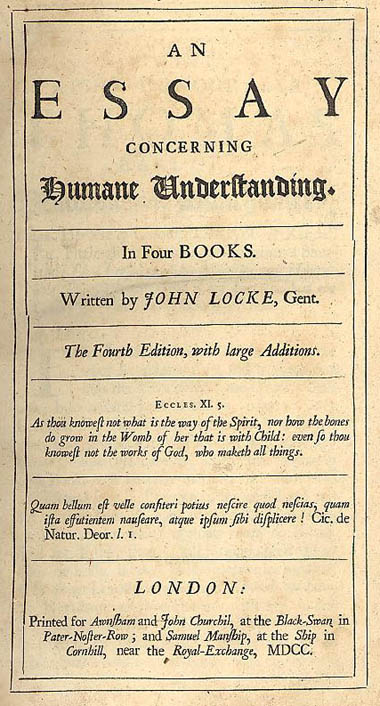 AN
ESSAY
CONCERNING
Humane Understanding.
In Four BOOKS.
Written by JOHN LOCKE, Gent.
The Fourth Edition, with large Additions.
ECCLES. XI. 5.
As thou knoweſt not what is the way of the Spirit, nor how the bones
do grow in the Womb of her that is with Child: even ſo thou
knoweſt not the works of God, who maketh all things.
Quam bellum eſt velle confiteri potius neſcire quod neſcias, quam
iſta effutientem nauſeare, atque ipſum ſibi diſplicere! Cic. de
Natur. Deor. l. 1.
LONDON:
Printed for Awnſham and John Churchil, at the Black-Swan in
Pater-Noſter-Row; and Samuel Manſhip, at the Ship in
Cornhill, near the Royal-Exchange, MDCC.